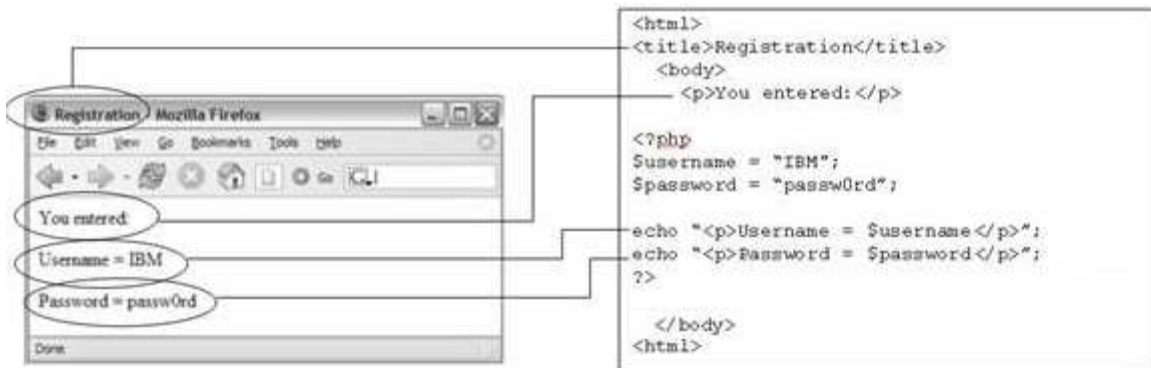 Registration - Mozilla Firefox
File Edit View Go Bookmarks Tools Help
Go
You entered:
Username = IBM
Password = passw0rd
Done
<html>
<title>Registration</title>
<body>
<p>You entered:</p>
<?php
$username = "IBM";
$password = "passw0rd";
echo "<p>Username = $username</p>";
echo "<p>Password = $password</p>";
?>
</body>
<html>